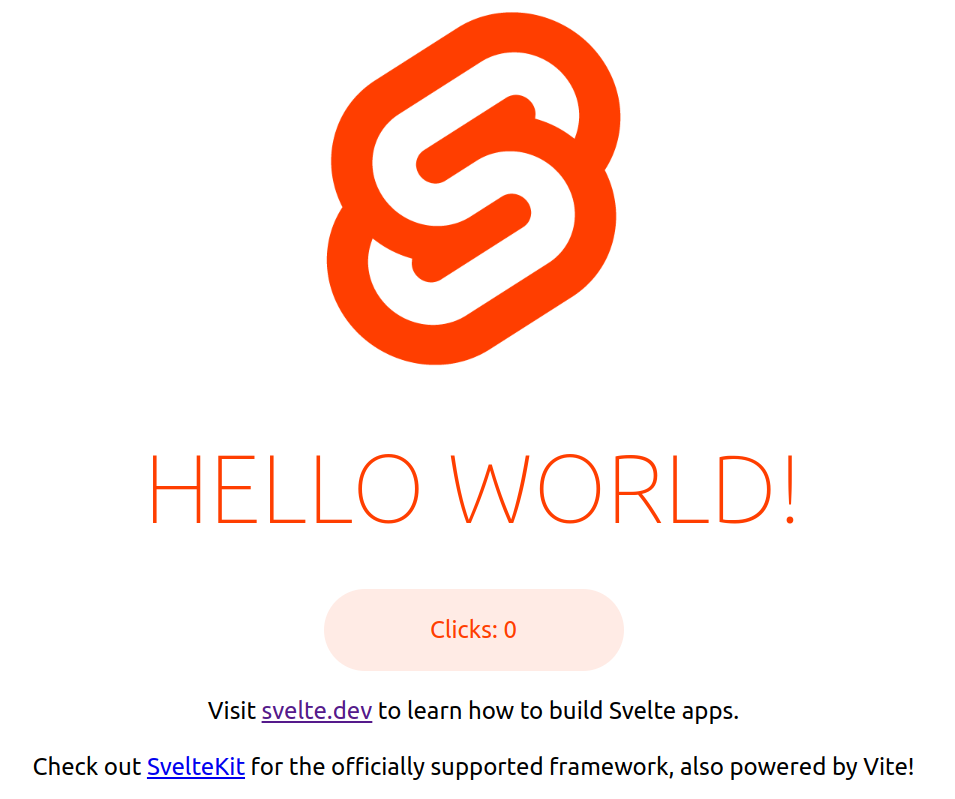 HELLO WORLD!
Clicks: 0
Visit svelte.dev to learn how to build Svelte apps.
Check out SvelteKit for the officially supported framework, also powered by Vite!